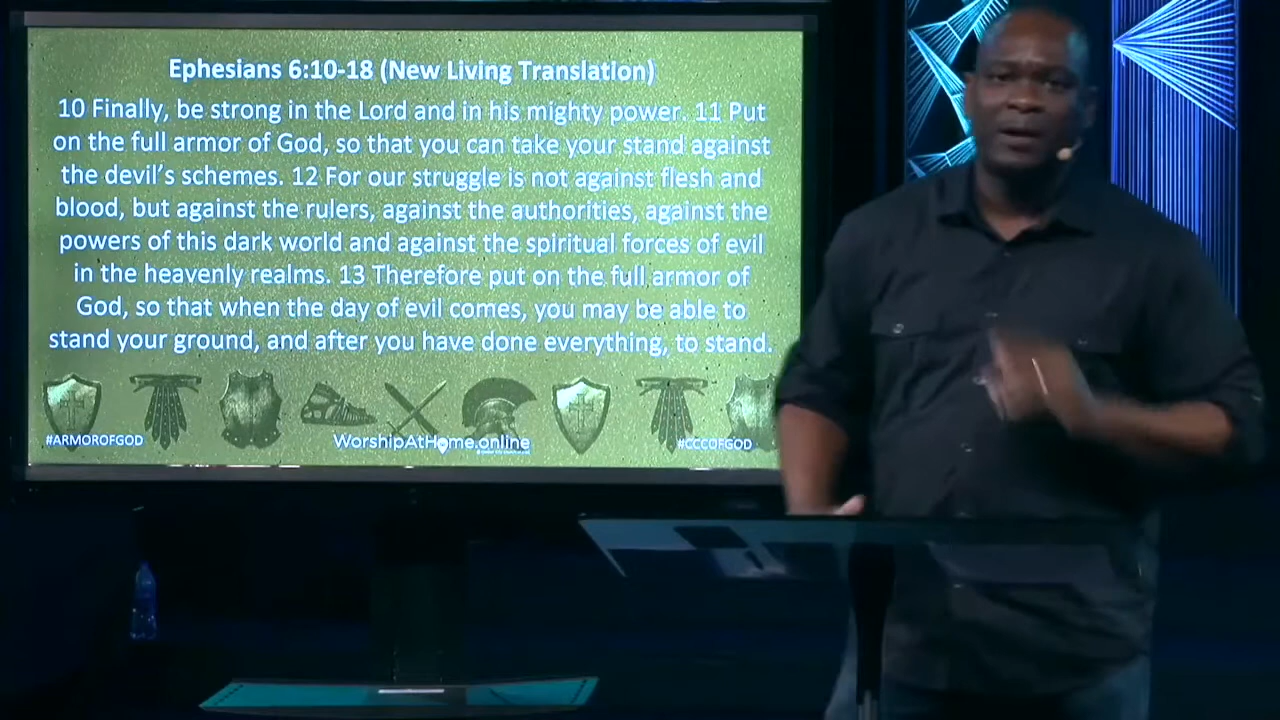 Ephesians 6:10-18 (New Living Translation)
10 Finally, be strong in the Lord and in his mighty power. 11 Put
on the full armor of God, so that you can take your stand against
the devil’s schemes. 12 For our struggle is not against flesh and
blood, but against the rulers, against the authorities, against the
powers of this dark world and against the spiritual forces of evil
in the heavenly realms. 13 Therefore put on the full armor of
God, so that when the day of evil comes, you may be able to
stand your ground, and after you have done everything, to stand.
#ARMOROFGOD
WorshipAtHome.online
#CCCOFGOD